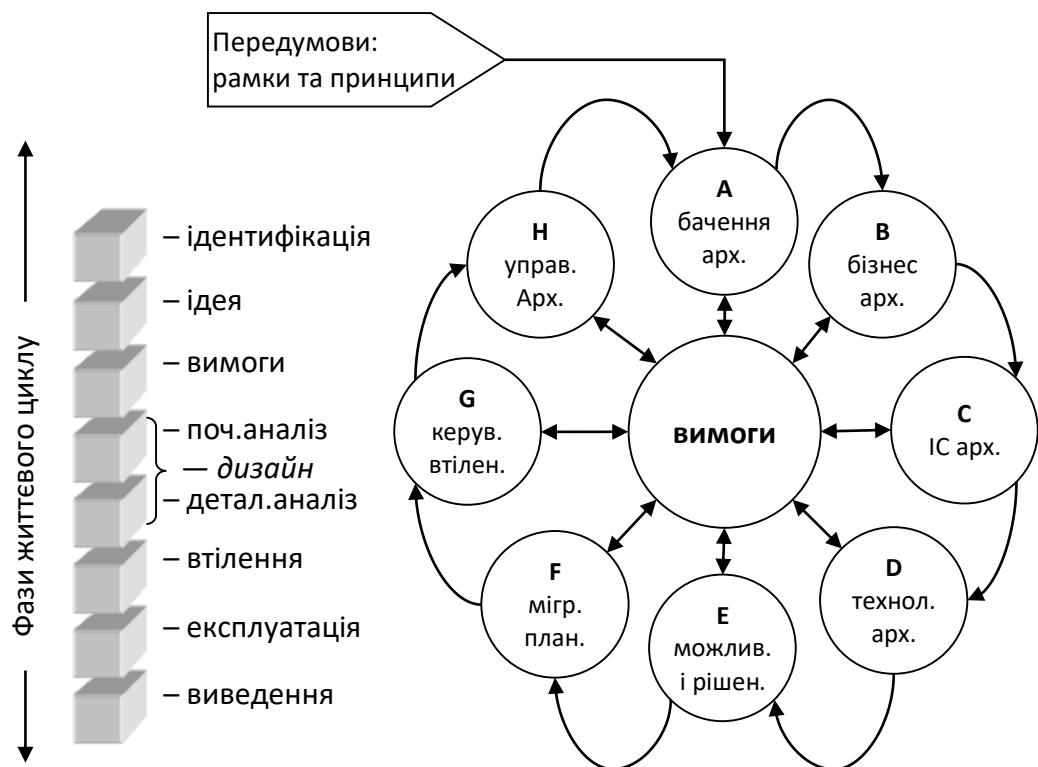 Передумови:
рамки та принципи
Фази життєвого циклу
– ідентифікація
– ідея
– вимоги
– поч.аналіз
— дизайн
– детал.аналіз
– втілення
– експлуатація
– виведення
A
бачення
арх.
B
бізнес
арх.
C
ІС арх.
D
технол.
арх.
E
можлив.
і рішен.
F
мігр.
план.
G
керув.
втілен.
H
управ.
Арх.
вимоги